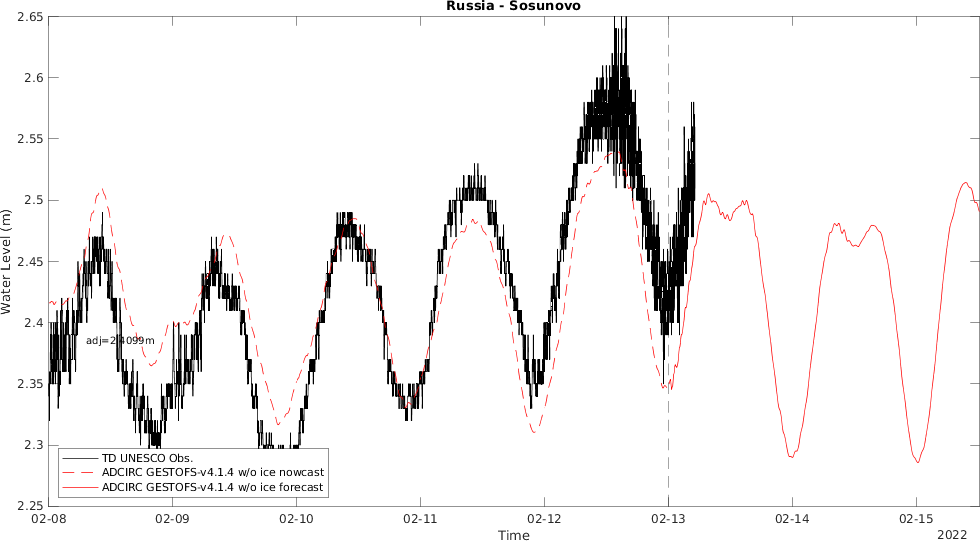 Russia - Sosunovo
2.65
2.6
2.55
2.5
2.45
2.4
2.35
2.3
2.25
Water Level (m)
adj=2.4099m
TD UNESCO Obs.
ADCIRC GESTOFS-v4.1.4 w/o ice nowcast
ADCIRC GESTOFS-v4.1.4 w/o ice forecast
02-08 02-09 02-10 02-11 02-12 02-13 02-14 02-15
Time
2022